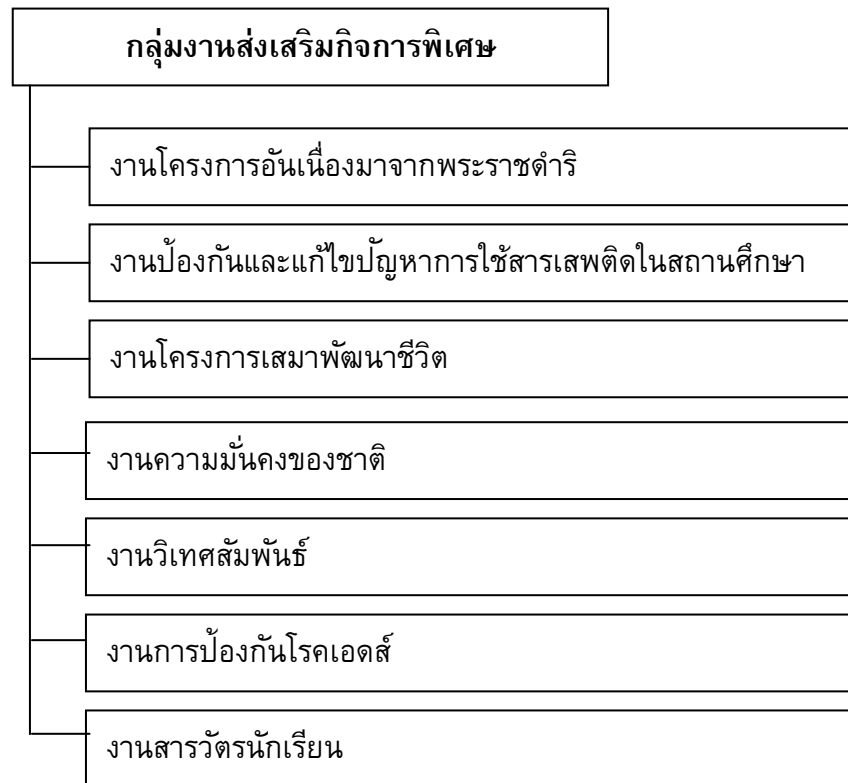 กลุ่มงานส่งเสริมกิจการพิเศษ
งานโครงการอันเนื่องมาจากพระราชดำริ
งานป้องกันและแก้ไขปัญหาการใช้สารเสพติดในสถานศึกษา
งานโครงการเสมาพัฒนาชีวิต
งานความมั่นคงของชาติ
งานวิเทศสัมพันธ์
งานการป้องกันโรคเอดส์
งานสารวัตรนักเรียน